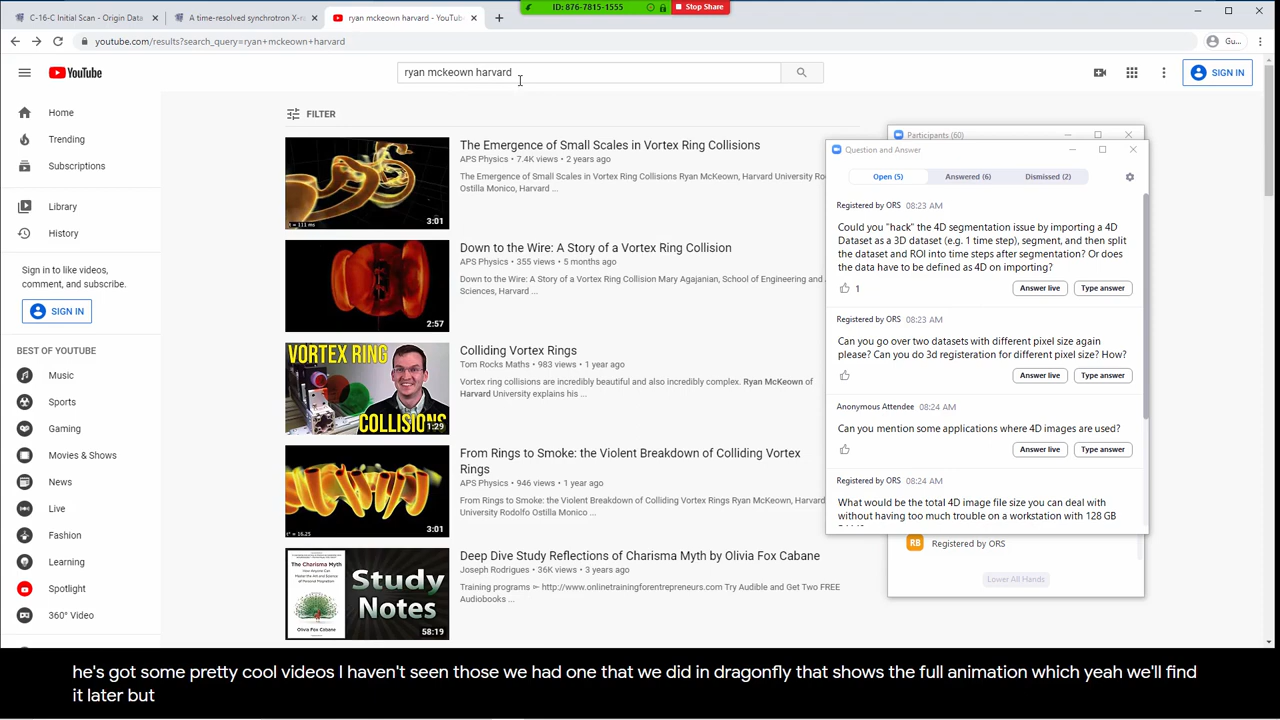 ID: 876-7815-1555
Stop Share
C-16-C Initial Scan - Origin Data
A time-resolved synchrotron X-r
ryan mckeown harvard - YouTub
youtube.com/results?search_query=ryan+mckeown+harvard
Gu...
YouTube
ryan mckeown harvard
SIGN IN
Home
Trending
Subscriptions
Library
History
Sign in to like videos,
comment, and subscribe.
SIGN IN
BEST OF YOUTUBE
Music
Sports
Gaming
Movies & Shows
News
Live
Fashion
Learning
Spotlight
360° Video
FILTER
3:01
The Emergence of Small Scales in Vortex Ring Collisions
APS Physics • 7.4K views • 2 years ago
The Emergence of Small Scales in Vortex Ring Collisions Ryan McKeown, Harvard University Ro
Ostilla Monico, Harvard ...
2:57
Down to the Wire: A Story of a Vortex Ring Collision
APS Physics • 355 views • 5 months ago
Down to the Wire: A Story of a Vortex Ring Collision Mary Agajanian, School of Engineering and
Sciences, Harvard ...
VORTEX RING
COLLISIONS
1:29
Colliding Vortex Rings
Tom Rocks Maths • 983 views • 1 year ago
Vortex ring collisions are incredibly beautiful and also incredibly complex. Ryan McKeown of
Harvard University explains his ...
3:01
From Rings to Smoke: the Violent Breakdown of Colliding Vortex
Rings
APS Physics • 946 views • 1 year ago
From Rings to Smoke: the Violent Breakdown of Colliding Vortex Rings Ryan McKeown, Harvard
University Rodolfo Ostilla Monico ...
The Charisma Myth
Olivia Fox Cabane
Study
Notes
58:19
Deep Dive Study Reflections of Charisma Myth by Olivia Fox Cabane
Joseph Rodrigues • 36K views • 3 years ago
Training programs ➳ http://www.onlinetrainingforentrepreneurs.com Try Audible and Get Two FREE
Audiobooks ...
Participants (60)
Question and Answer
Open (5)
Answered (6)
Dismissed (2)
Registered by ORS 08:23 AM
Could you "hack" the 4D segmentation issue by importing a 4D
Dataset as a 3D dataset (e.g. 1 time step), segment, and then split
the dataset and ROI into time steps after segmentation? Or does
the data have to be defined as 4D on importing?
1
Answer live
Type answer
Registered by ORS 08:23 AM
Can you go over two datasets with different pixel size again
please? Can you do 3d registeration for different pixel size? How?
Answer live
Type answer
Anonymous Attendee 08:24 AM
Can you mention some applications where 4D images are used?
Answer live
Type answer
Registered by ORS 08:24 AM
What would be the total 4D image file size you can deal with
without having too much trouble on a workstation with 128 GB
RB
Registered by ORS
Lower All Hands
he's got some pretty cool videos I haven't seen those we had one that we did in dragonfly that shows the full animation which yeah we'll find
it later but